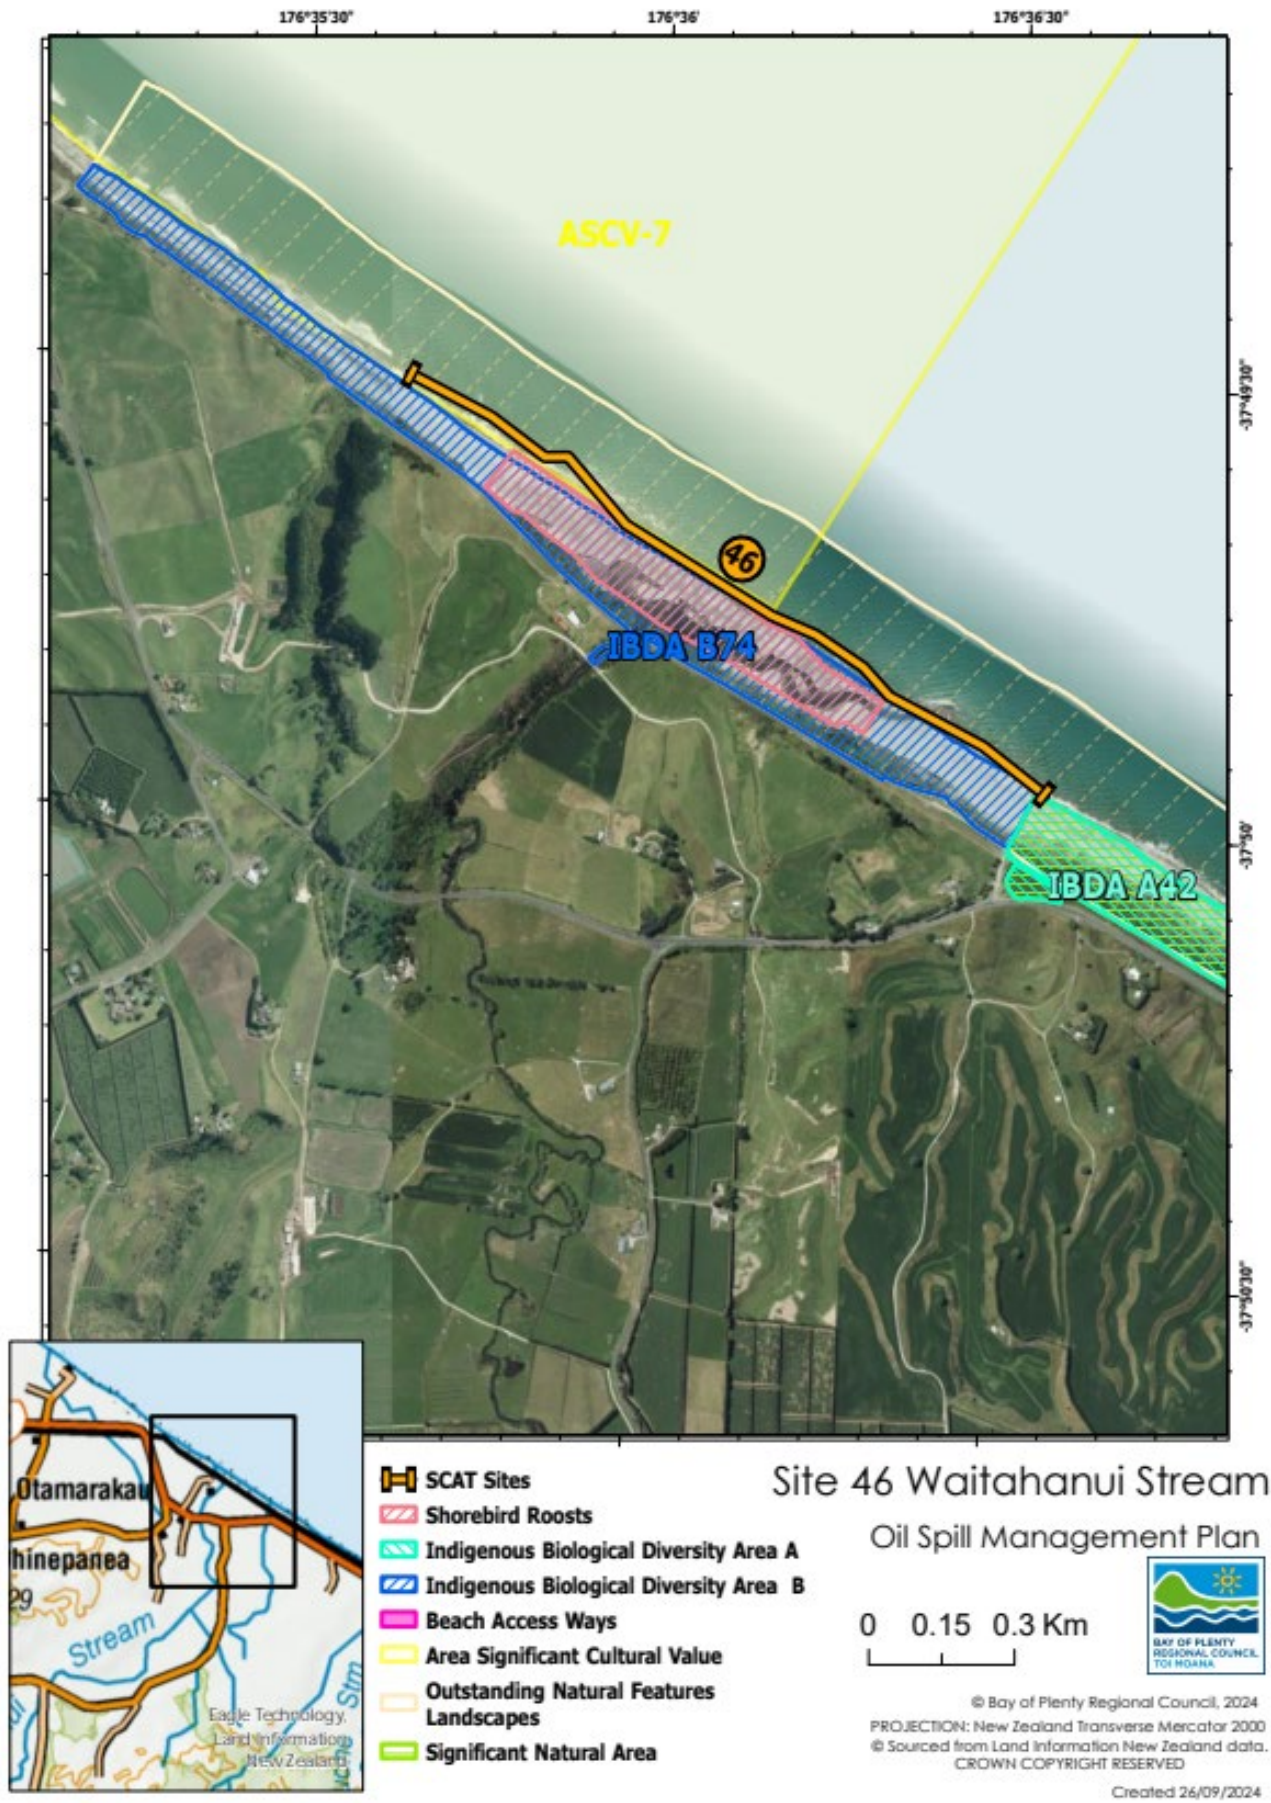 176°35'30"
176°36'
176°36'30"
ASCV-7
-37°49'30"
46
IBDA B74
-37°50'
IBDA A42
-37°50'30"
Otamarakau
hinepanea
29
Stream
Stm
Eagle Technology,
Land Information
New Zealand
SCAT Sites
Shorebird Roosts
Indigenous Biological Diversity Area A
Indigenous Biological Diversity Area B
Beach Access Ways
Area Significant Cultural Value
Outstanding Natural Features
Landscapes
Significant Natural Area
Site 46 Waitahanui Stream
Oil Spill Management Plan
0 0.15 0.3 Km
BAY OF PLENTY
REGIONAL COUNCIL
TOI MOANA
© Bay of Plenty Regional Council, 2024
PROJECTION: New Zealand Transverse Mercator 2000
© Sourced from Land Information New Zealand data.
CROWN COPYRIGHT RESERVED
Created 26/09/2024